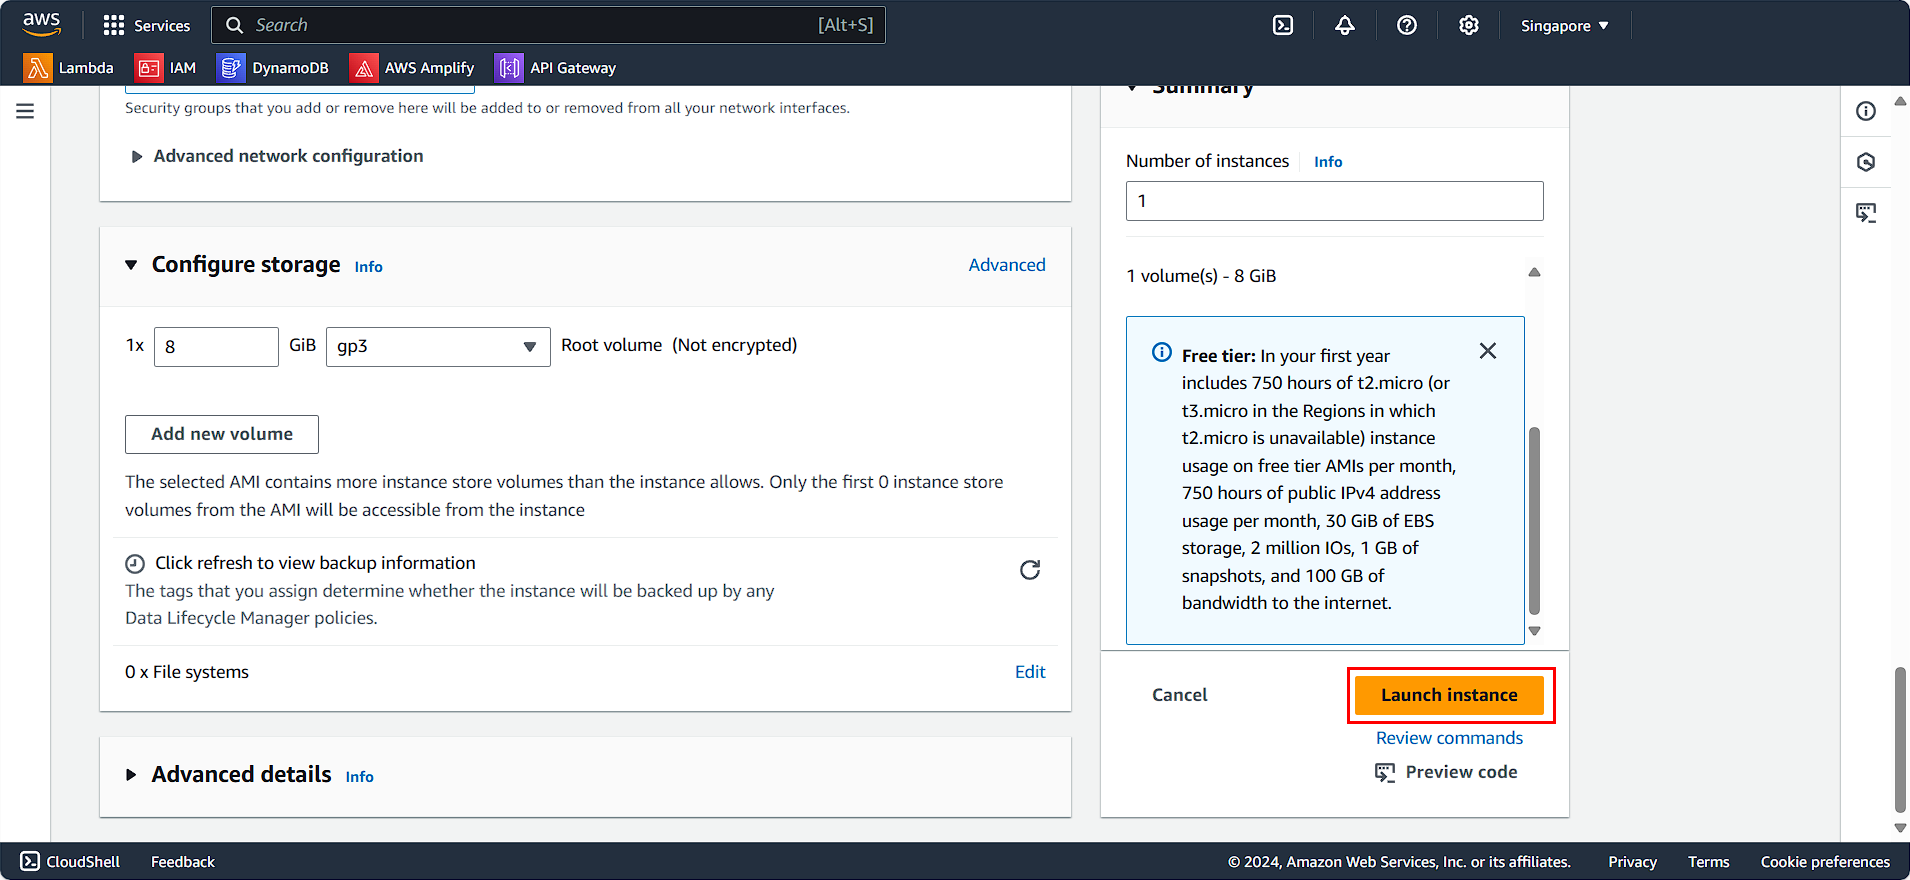 aws
Services
Search
[Alt+S]
Singapore
Lambda
IAM
DynamoDB
AWS Amplify
API Gateway
Security groups that you add or remove here will be added to or removed from all your network interfaces.
Advanced network configuration
Configure storage
Info
Advanced
1x
8
GiB
gp3
Root volume (Not encrypted)
Add new volume
The selected AMI contains more instance store volumes than the instance allows. Only the first 0 instance store
volumes from the AMI will be accessible from the instance
Click refresh to view backup information
The tags that you assign determine whether the instance will be backed up by any
Data Lifecycle Manager policies.
0 x File systems
Edit
Advanced details
Info
Summary
Number of instances
Info
1
1 volume(s) - 8 GiB
Free tier: In your first year
includes 750 hours of t2.micro (or
t3.micro in the Regions in which
t2.micro is unavailable) instance
usage on free tier AMIs per month,
750 hours of public IPv4 address
usage per month, 30 GiB of EBS
storage, 2 million IOs, 1 GB of
snapshots, and 100 GB of
bandwidth to the internet.
Cancel
Launch instance
Review commands
Preview code
CloudShell
Feedback
© 2024, Amazon Web Services, Inc. or its affiliates.
Privacy
Terms
Cookie preferences